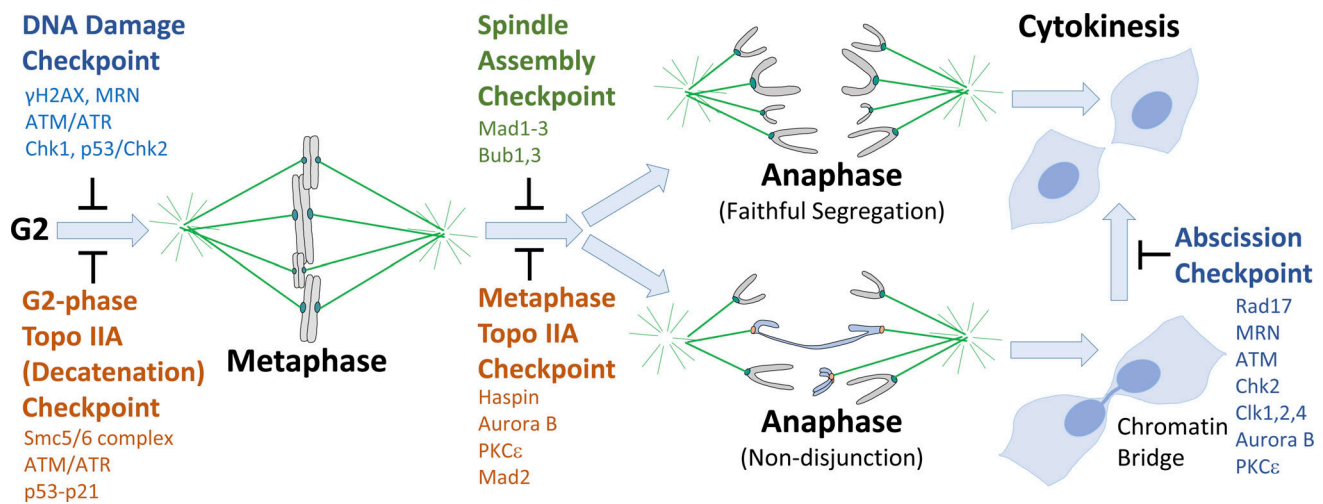 DNA Damage
Checkpoint
γH2AX, MRN
ATM/ATR
Chk1, p53/Chk2
G2
G2-phase
Topo IIA
(Decatenation)
Checkpoint
Smc5/6 complex
ATM/ATR
p53-p21
Metaphase
Spindle
Assembly
Checkpoint
Mad1-3
Bub1,3
Metaphase
Topo IIA
Checkpoint
Haspin
Aurora B
PKCε
Mad2
Anaphase
(Faithful Segregation)
Anaphase
(Non-disjunction)
Cytokinesis
Abscission
Checkpoint
Rad17
MRN
ATM
Chk2
Clk1,2,4
Aurora B
PKCε
Chromatin
Bridge